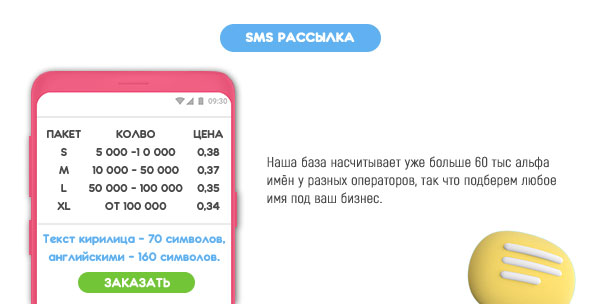 SMS РАССЫЛКА
09:30
ПАКЕТ КОЛВО ЦЕНА
S 5 000 -1 0 000 0,38
M 10 000 - 50 000 0,37
L 50 000 - 100 000 0,35
XL ОТ 100 000 0,34
Текст кирилица - 70 символов,
английскими - 160 символов.
ЗАКАЗАТЬ
Наша база насчитывает уже больше 60 тыс альфа
имён у разных операторов, так что подберем любое
имя под ваш бизнес.